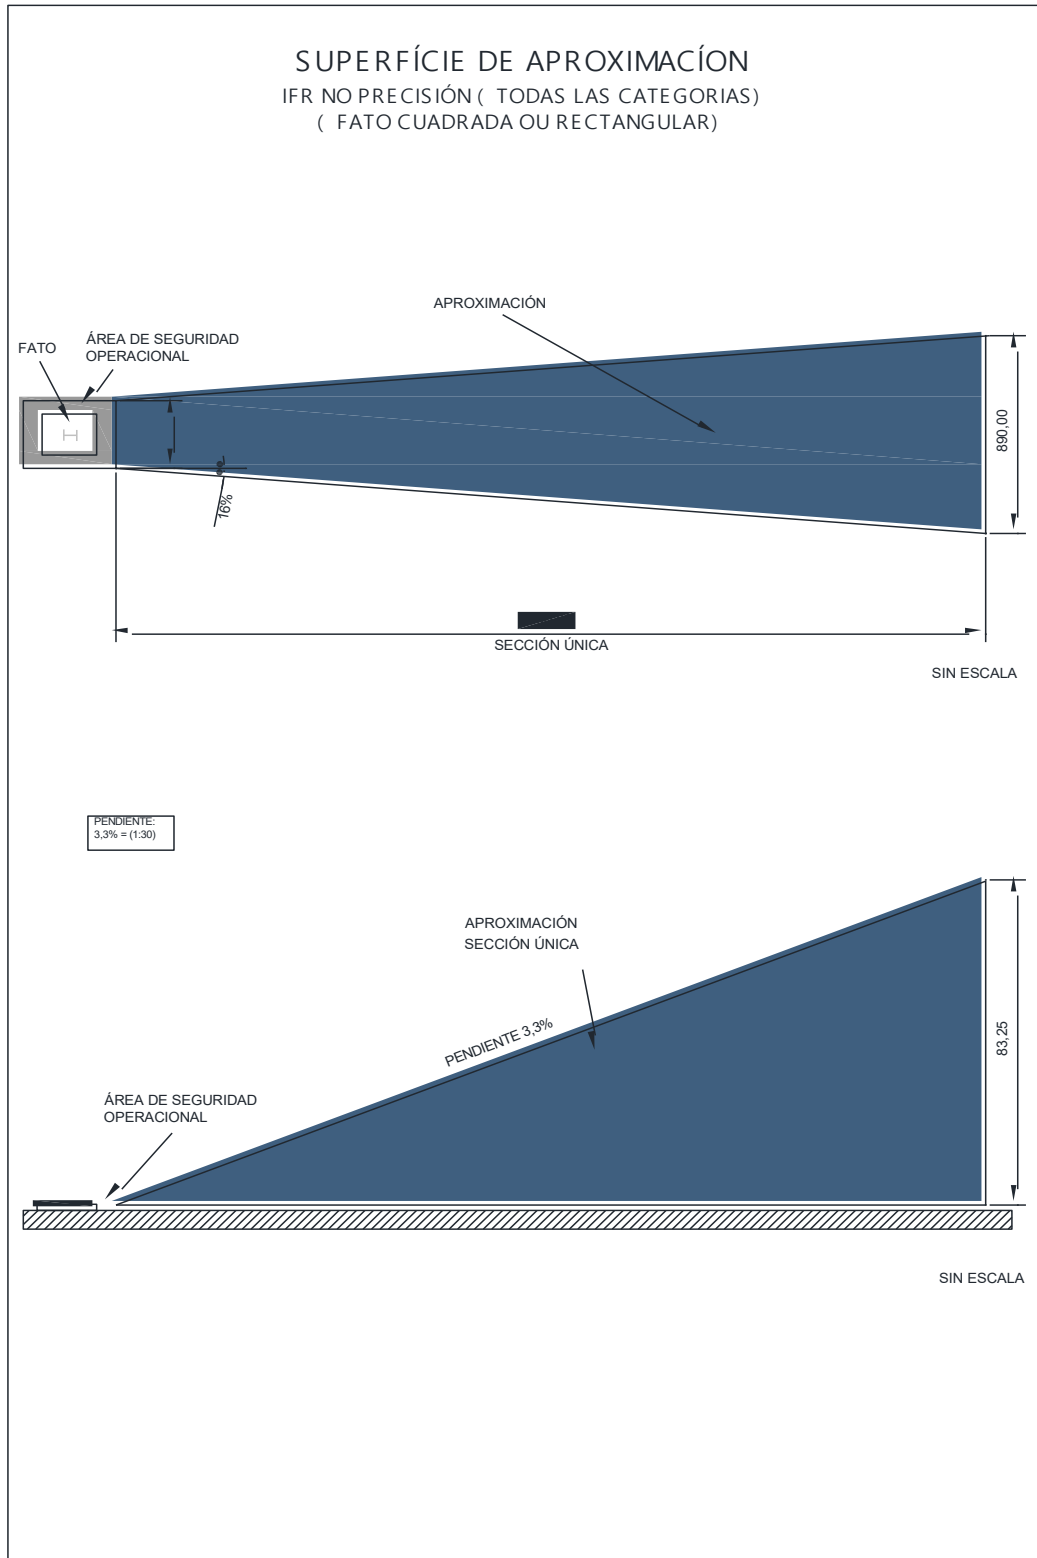 SUPERFÍCIE DE APROXIMACÍON
IFR NO PRECISIÓN ( TODAS LAS CATEGORIAS)
( FATO CUADRADA OU RECTANGULAR)
APROXIMACIÓN
ÁREA DE SEGURIDAD
OPERACIONAL
FATO
H
890,00
16%
SECCIÓN ÚNICA
SIN ESCALA
PENDIENTE:
3,3% = (1:30)
APROXIMACIÓN
SECCIÓN ÚNICA
PENDIENTE 3,3%
83,25
ÁREA DE SEGURIDAD
OPERACIONAL
SIN ESCALA